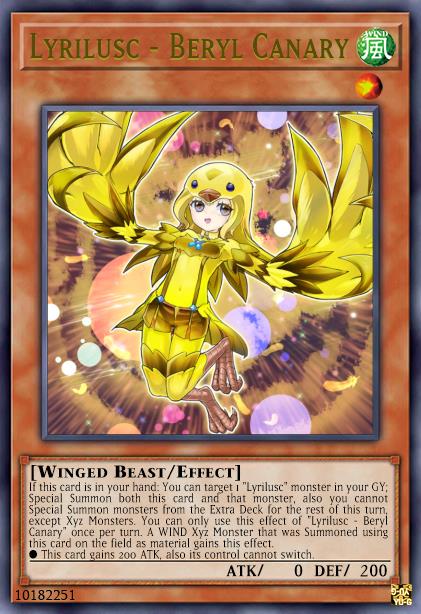 LYRILUSC - BERYL CANARY
WIND
風
[WINGED BEAST/EFFECT]
If this card is in your hand: You can target 1 "Lyrilusc" monster in your GY;
Special Summon both this card and that monster, also you cannot
Special Summon monsters from the Extra Deck for the rest of this turn,
except Xyz Monsters. You can only use this effect of "Lyrilusc - Beryl
Canary" once per turn. A WIND Xyz Monster that was Summoned using
this card on the field as material gains this effect.
● This card gains 200 ATK, also its control cannot switch.
ATK/ 0 DEF/ 200
10182251